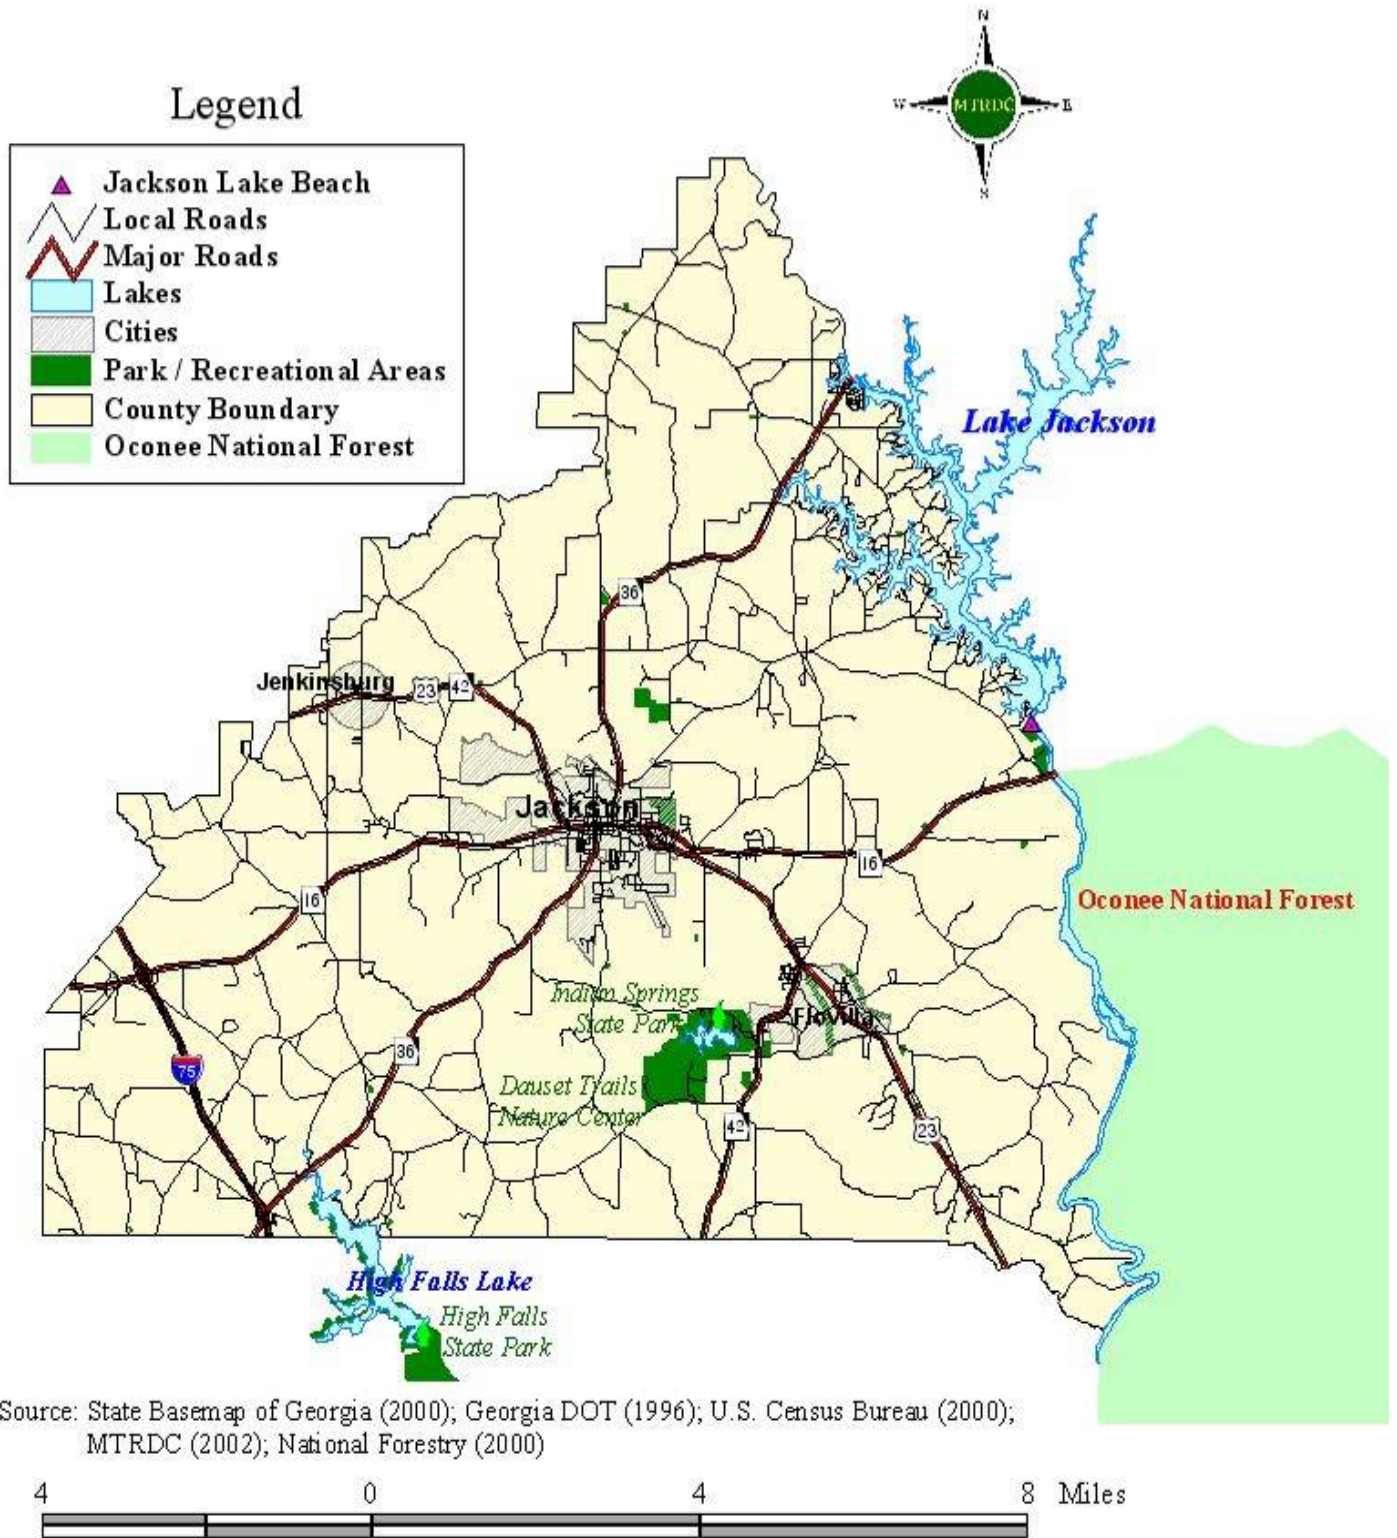 N
W
MTRDC
E
S
Legend
Jackson Lake Beach
Local Roads
Major Roads
Lakes
Cities
Park / Recreational Areas
County Boundary
Oconee National Forest
Lake Jackson
36
Jenkinsburg
23
42
Jackson
16
16
Oconee National Forest
Indian Springs
State Park
Flovilla
36
75
Dauset Trails
Nature Center
42
23
High Falls Lake
High Falls
State Park
Source: State Basemap of Georgia (2000); Georgia DOT (1996); U.S. Census Bureau (2000);
MTRDC (2002); National Forestry (2000)
4 0 4 8 Miles